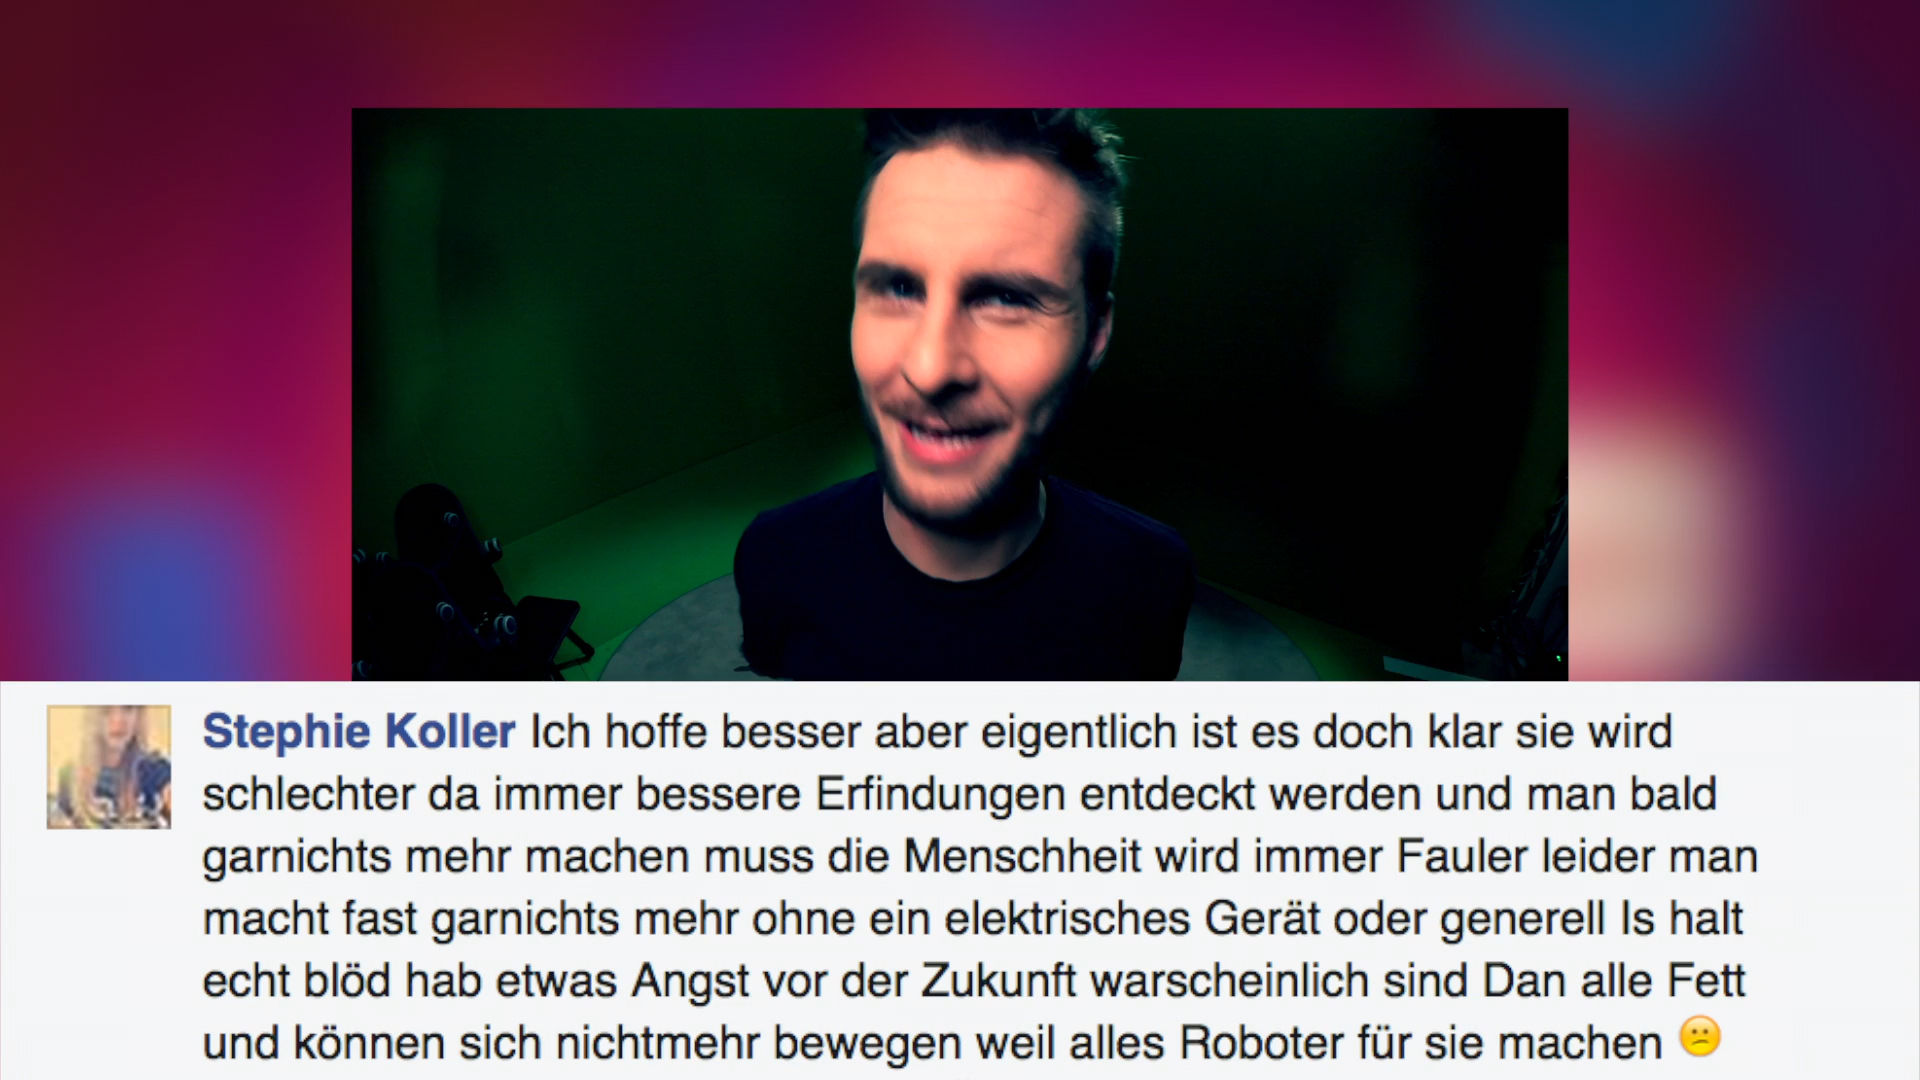 Stephie Koller Ich hoffe besser aber eigentlich ist es doch klar sie wird
schlechter da immer bessere Erfindungen entdeckt werden und man bald
garnichts mehr machen muss die Menschheit wird immer Fauler leider man
macht fast garnichts mehr ohne ein elektrisches Gerät oder generell Is halt
echt blöd hab etwas Angst vor der Zukunft warscheinlich sind Dan alle Fett
und können sich nichtmehr bewegen weil alles Roboter für sie machen 😕